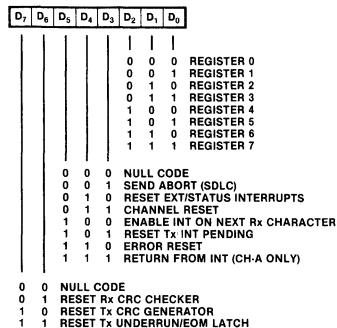 D7 D6 D5 D4 D3 D2 D1 D0
0 0 0 REGISTER 0
0 0 1 REGISTER 1
0 1 0 REGISTER 2
0 1 1 REGISTER 3
1 0 0 REGISTER 4
1 0 1 REGISTER 5
1 1 0 REGISTER 6
1 1 1 REGISTER 7
0 0 0 NULL CODE
0 0 1 SEND ABORT (SDLC)
0 1 0 RESET EXT/STATUS INTERRUPTS
0 1 1 CHANNEL RESET
1 0 0 ENABLE INT ON NEXT Rx CHARACTER
1 0 1 RESET Tx INT PENDING
1 1 0 ERROR RESET
1 1 1 RETURN FROM INT (CH-A ONLY)
0 0 NULL CODE
0 1 RESET Rx CRC CHECKER
1 0 RESET Tx CRC GENERATOR
1 1 RESET Tx UNDERRUN/EOM LATCH